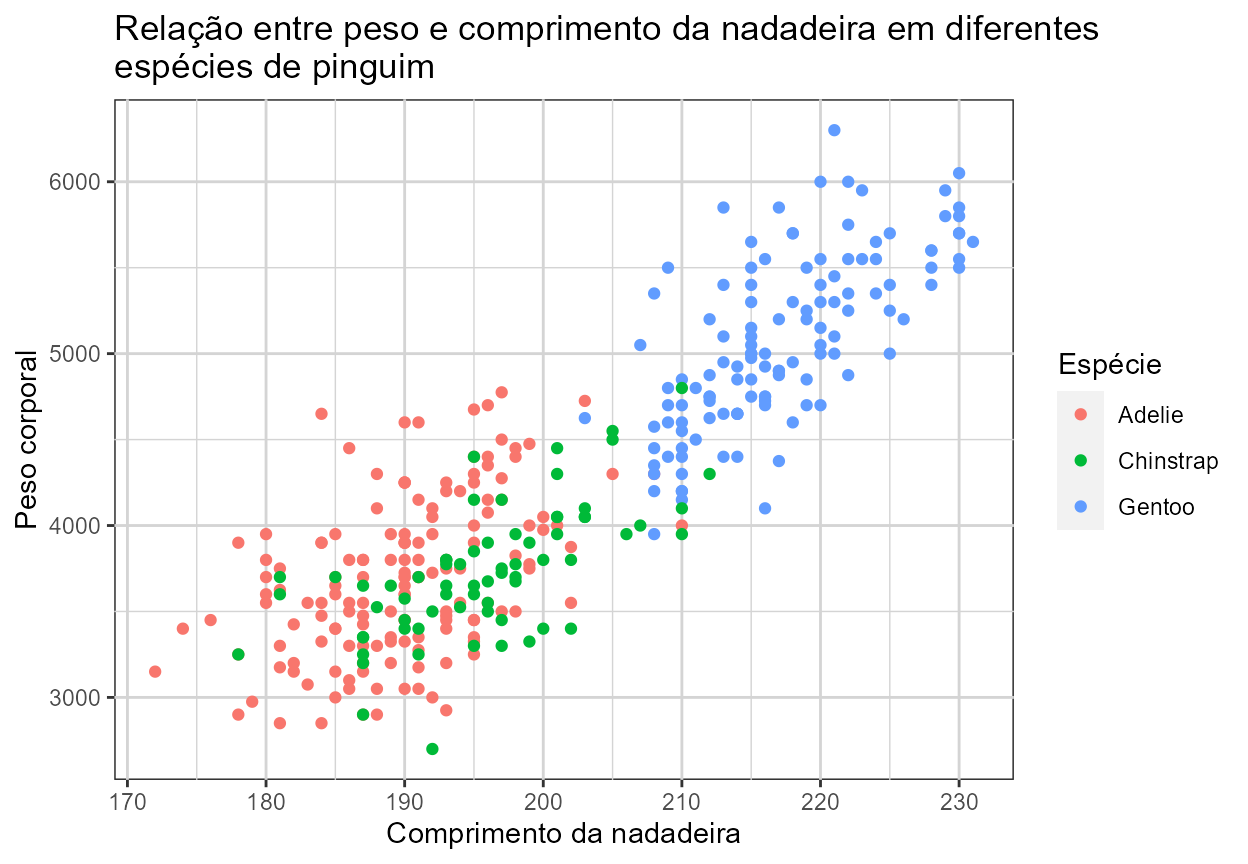 Relação entre peso e comprimento da nadadeira em diferentes
espécies de pinguim
Peso corporal
6000
5000
4000
3000
170 180 190 200 210 220 230
Comprimento da nadadeira
Espécie
Adelie
Chinstrap
Gentoo